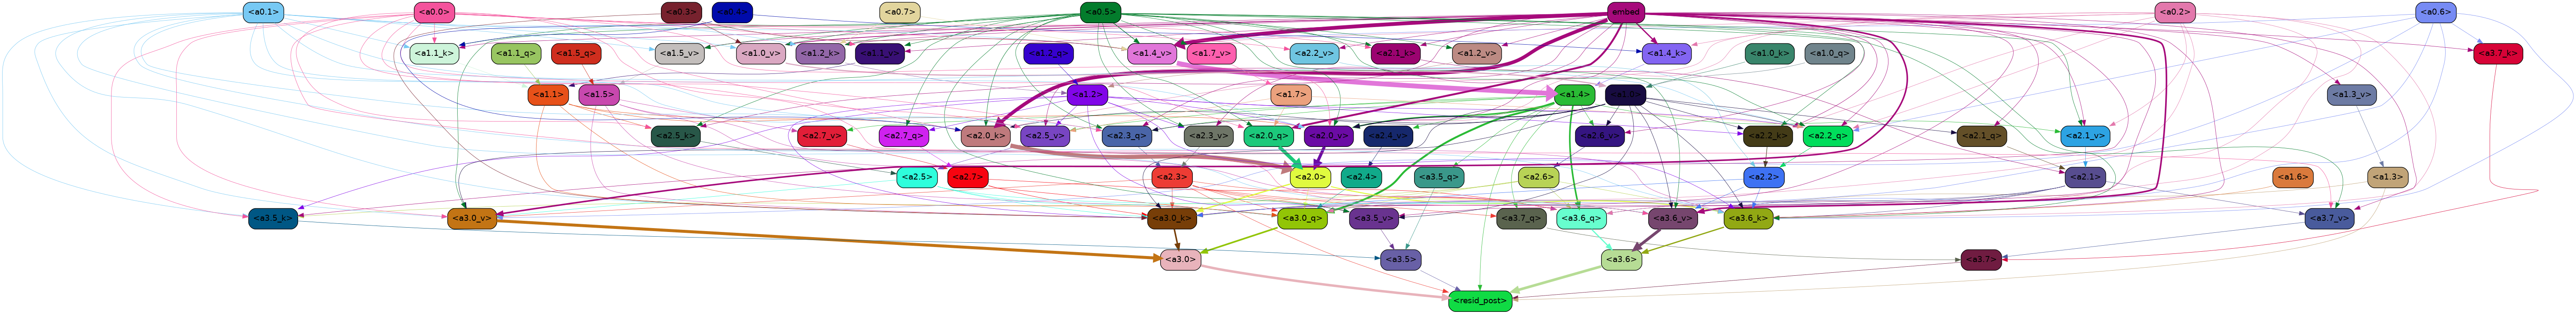 <a0.1> <a0.0> <a0.3> <a0.4> <a0.7> <a0.5> embed <a0.2> <a0.6>
<a1.1_k> <a1.1_q> <a1.5_q> <a1.5_v> <a1.0_v> <a1.2_k> <a1.1_v> <a1.2_q> <a1.4_v> <a1.7_v> <a2.2_v> <a2.1_k> <a1.2_v> <a1.4_k> <a1.0_k> <a1.0_q> <a3.7_k>
<a1.1> <a1.5> <a1.2> <a1.7> <a1.4> <a1.0> <a1.3_v>
<a2.5_k> <a2.7_v> <a2.7_q> <a2.0_k> <a2.5_v> <a2.3_q> <a2.3_v> <a2.0_q> <a2.0_v> <a2.4_v> <a2.6_v> <a2.2_k> <a2.2_q> <a2.1_q> <a2.1_v>
<a2.5> <a2.7> <a2.3> <a2.0> <a2.4> <a3.5_q> <a2.6> <a2.2> <a2.1> <a1.6> <a1.3>
<a3.5_k> <a3.0_v> <a3.0_k> <a3.0_q> <a3.5_v> <a3.7_q> <a3.6_q> <a3.6_v> <a3.6_k> <a3.7_v>
<a3.0> <a3.5> <a3.6> <a3.7>
<resid_post>